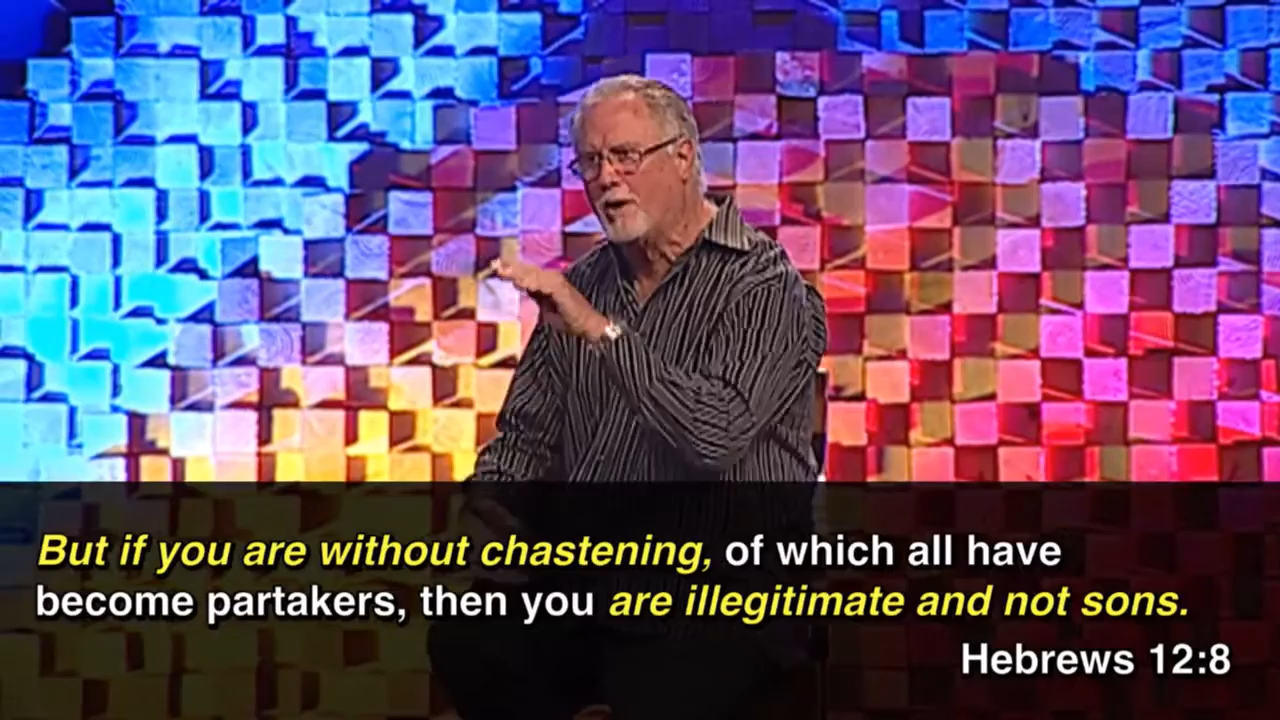 But if you are without chastening, of which all have
become partakers, then you are illegitimate and not sons.
Hebrews 12:8